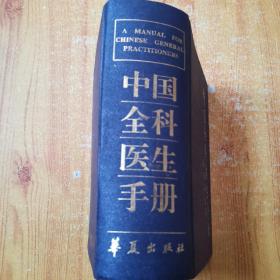 A MANUAL FOR
CHINESE GENERAL
PRACTITIONERS
中国
全科
医生
手册
华夏出版社